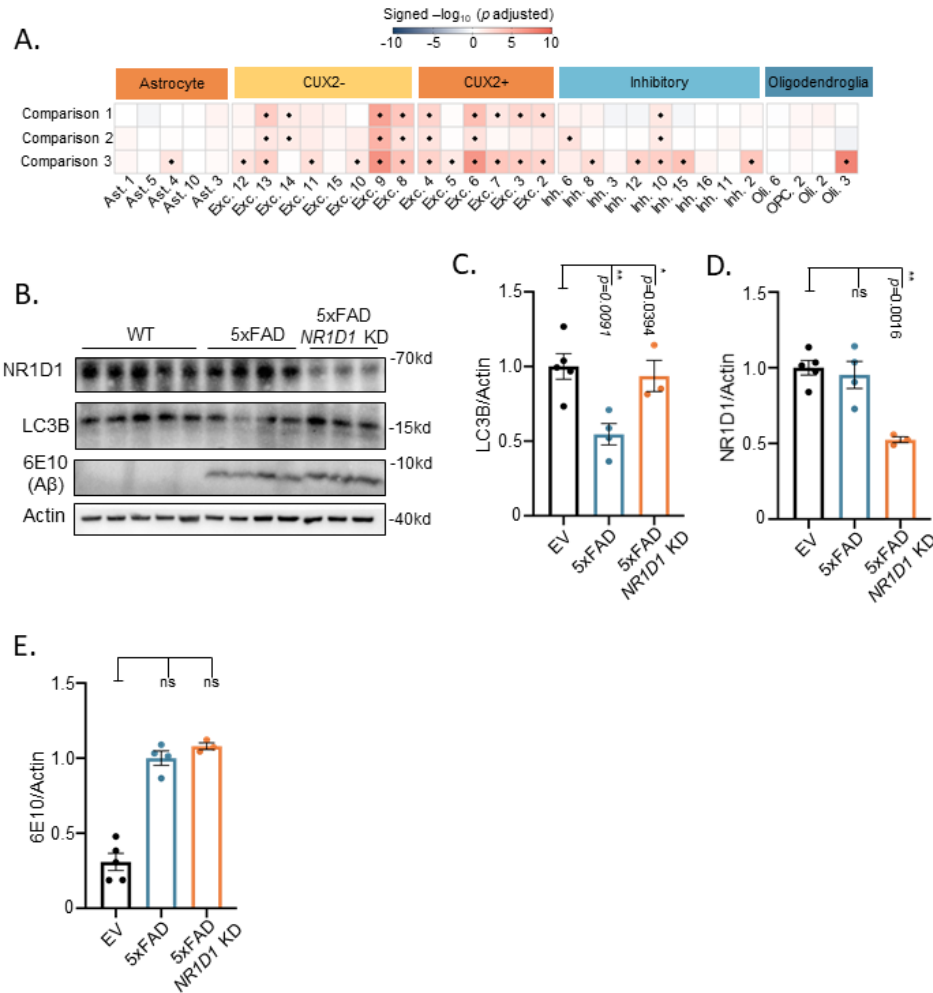 A.
Signed –log₁₀ (p adjusted)
-10 -5 0 5 10
Astrocyte CUX2- CUX2+ Inhibitory Oligodendroglia
Comparison 1
Comparison 2
Comparison 3
Ast. 1 Ast. 5 Ast. 4 Ast. 10 Ast. 3 Exc. 12 Exc. 13 Exc. 14 Exc. 11 Exc. 15 Exc. 10 Exc. 9 Exc. 8 Exc. 4 Exc. 5 Exc. 6 Exc. 7 Exc. 3 Exc. 2 Inh. 6 Inh. 8 Inh. 3 Inh. 12 Inh. 10 Inh. 15 Inh. 16 Inh. 11 Inh. 2 Oli. 6 OPC. 2 Oli. 2 Oli. 3
B.
WT 5xFAD 5xFAD
NR1D1 KD
NR1D1 -70kd
LC3B -15kd
6E10 -10kd
(Aβ)
Actin -40kd
C.
** p=0.0091
* p=0.0394
LC3B/Actin
1.5
1.0
0.5
0
EV 5xFAD 5xFAD
NR1D1 KD
D.
ns
** p=0.0016
NR1D1/Actin
1.5
1.0
0.5
0
EV 5xFAD 5xFAD
NR1D1 KD
E.
ns ns
6E10/Actin
1.5
1.0
0.5
0
EV 5xFAD 5xFAD
NR1D1 KD